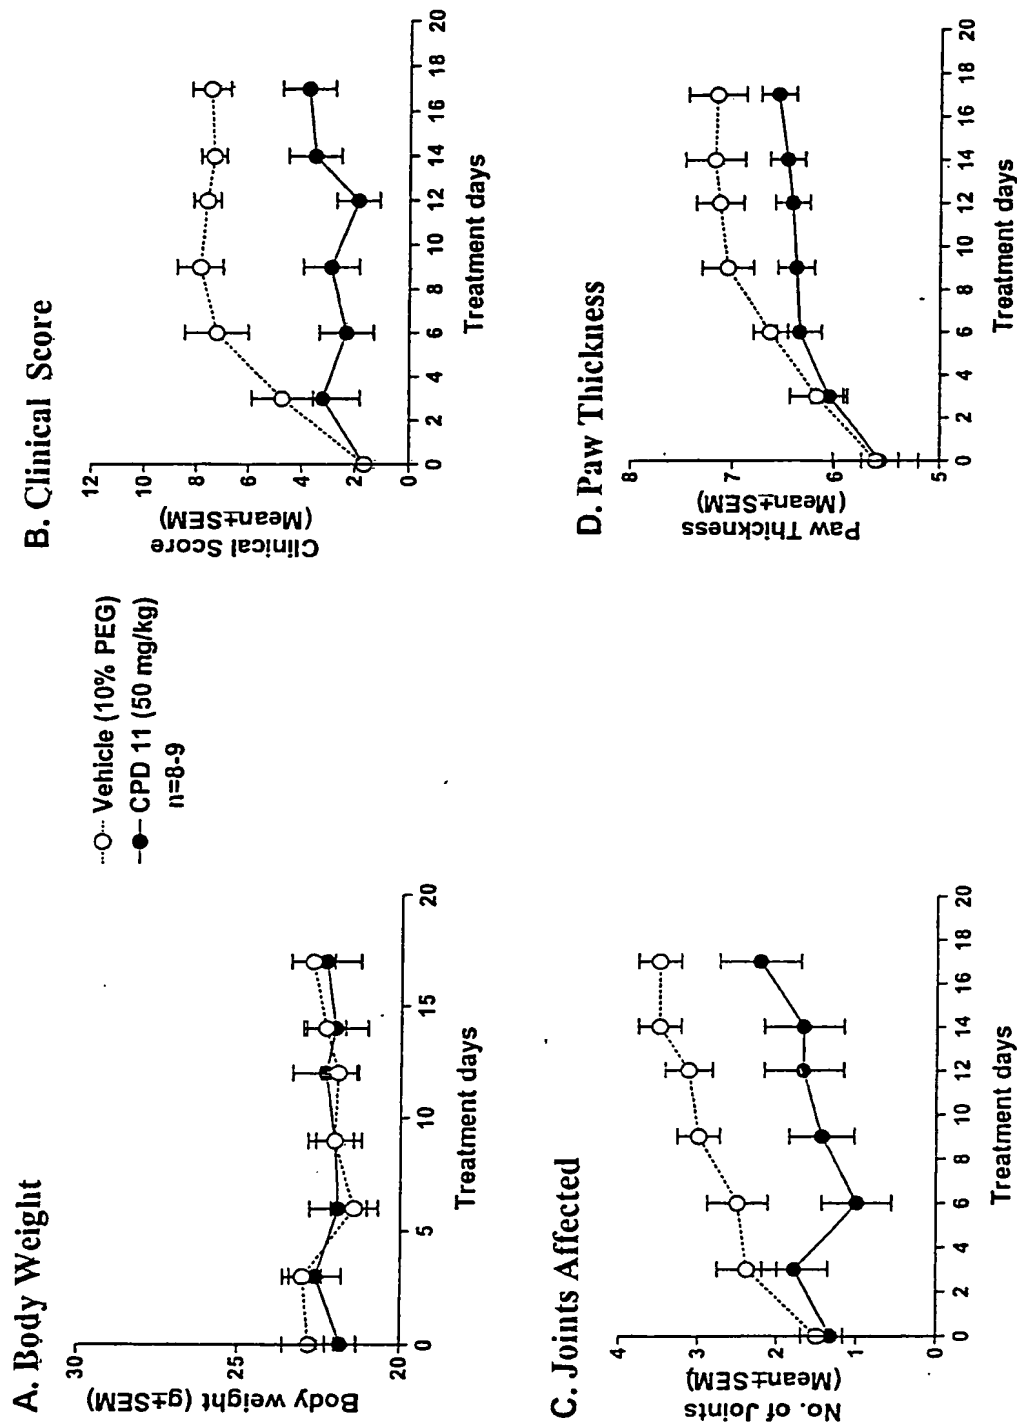 A. Body Weight
Body weight (g±SEM)
30
25
20
0
5
10
15
20
Treatment days
Vehicle (10% PEG)
CPD 11 (50 mg/kg)
n=8-9
B. Clinical Score
Clinical Score
(Mean±SEM)
12
10
8
6
4
2
0
0 2 4 6 8 10 12 14 16 18 20
Treatment days
C. Joints Affected
No. of Joints
(Mean±SEM)
4
3
2
1
0
0 2 4 6 8 10 12 14 16 18 20
Treatment days
D. Paw Thickness
Paw Thickness
(Mean±SEM)
8
7
6
5
0 2 4 6 8 10 12 14 16 18 20
Treatment days